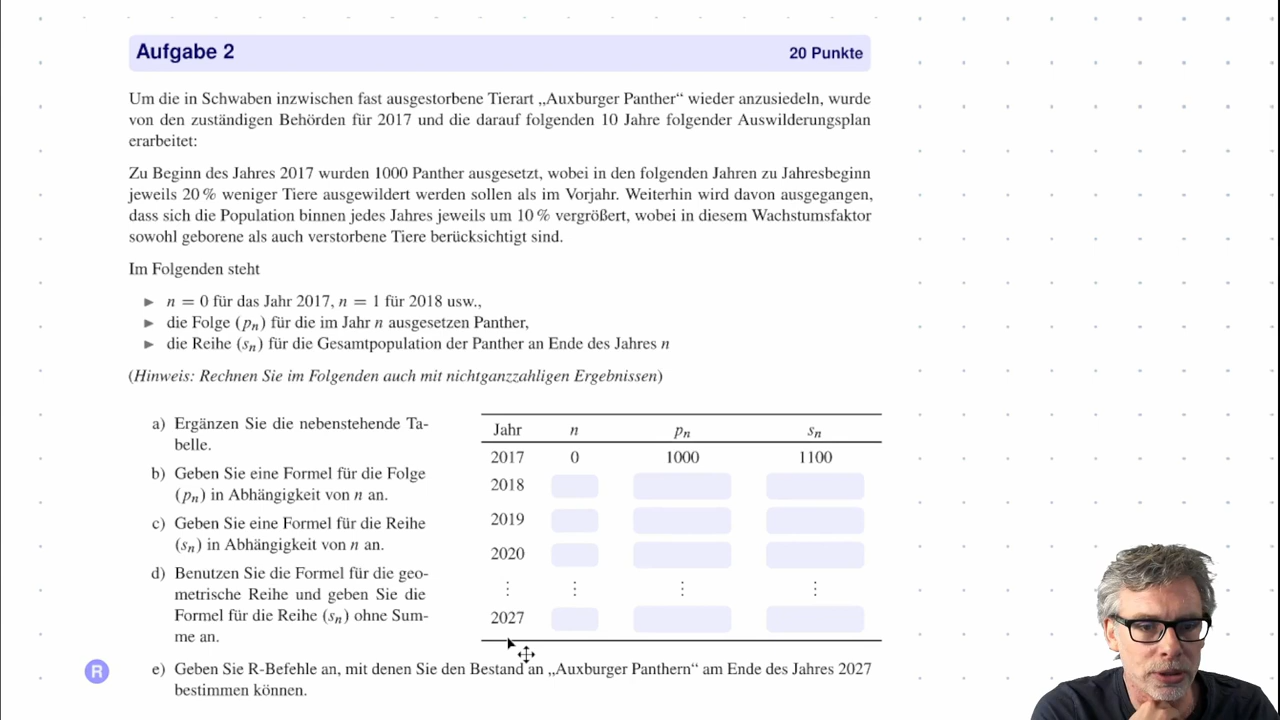 Aufgabe 2 20 Punkte
Um die in Schwaben inzwischen fast ausgestorbene Tierart „Auxburger Panther“ wieder anzusiedeln, wurde
von den zuständigen Behörden für 2017 und die darauf folgenden 10 Jahre folgender Auswilderungsplan
erarbeitet:
Zu Beginn des Jahres 2017 wurden 1000 Panther ausgesetzt, wobei in den folgenden Jahren zu Jahresbeginn
jeweils 20 % weniger Tiere ausgewildert werden sollen als im Vorjahr. Weiterhin wird davon ausgegangen,
dass sich die Population binnen jedes Jahres jeweils um 10 % vergrößert, wobei in diesem Wachstumsfaktor
sowohl geborene als auch verstorbene Tiere berücksichtigt sind.
Im Folgenden steht
► n = 0 für das Jahr 2017, n = 1 für 2018 usw.,
► die Folge (pₙ) für die im Jahr n ausgesetzen Panther,
► die Reihe (sₙ) für die Gesamtpopulation der Panther an Ende des Jahres n
(Hinweis: Rechnen Sie im Folgenden auch mit nichtganzzahligen Ergebnissen)
a) Ergänzen Sie die nebenstehende Ta-
belle.
b) Geben Sie eine Formel für die Folge
(pₙ) in Abhängigkeit von n an.
c) Geben Sie eine Formel für die Reihe
(sₙ) in Abhängigkeit von n an.
d) Benutzen Sie die Formel für die geo-
metrische Reihe und geben Sie die
Formel für die Reihe (sₙ) ohne Sum-
me an.
Jahr n pₙ sₙ
2017 0 1000 1100
2018
2019
2020
⋮ ⋮ ⋮ ⋮
2027
R e) Geben Sie R-Befehle an, mit denen Sie den Bestand an „Auxburger Panthern“ am Ende des Jahres 2027
bestimmen können.